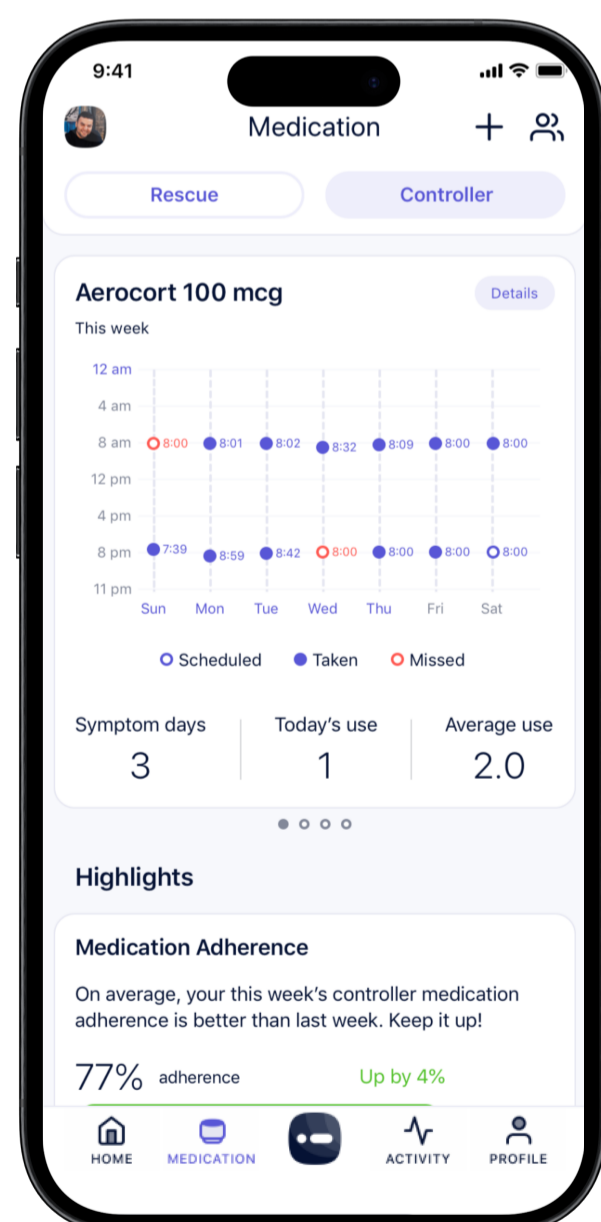 9:41
Medication
Rescue Controller
Aerocort 100 mcg Details
This week
12 am
4 am
8 am 8:00 8:01 8:02 8:32 8:09 8:00 8:00
12 pm
4 pm
8 pm 7:39 8:59 8:42 8:00 8:00 8:00 8:00
11 pm
Sun Mon Tue Wed Thu Fri Sat
Scheduled Taken Missed
Symptom days Today's use Average use
3 1 2.0
Highlights
Medication Adherence
On average, your this week's controller medication
adherence is better than last week. Keep it up!
77% adherence Up by 4%
HOME MEDICATION ACTIVITY PROFILE